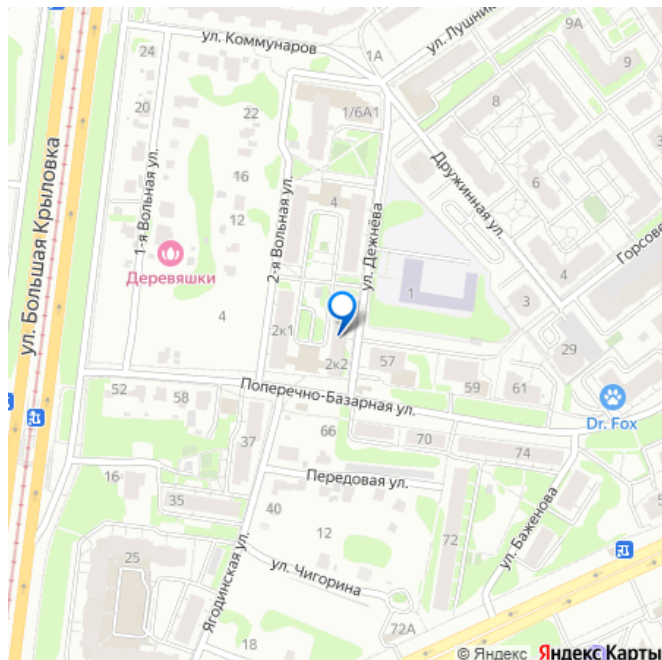 ул. Коммунаров
ул. Лушник
9А
24
1А
9
20
22
1/6А1
8
Дружинная ул.
16
4
6
1-я Вольная ул.
2-я Вольная ул.
12
ул. Дежнёва
Горсове
ул. Большая Крыловка
Деревяшки
4
1
4
3
2к1
29
2к2
57
52
58
59
61
Поперечно-Базарная ул.
Dr. Fox
37
66
70
74
16
35
Передовая ул.
40
12
72
ул. Баженова
25
Ягодинская ул.
ул. Чигорина
72А
18
© Яндекс Яндекс Карты